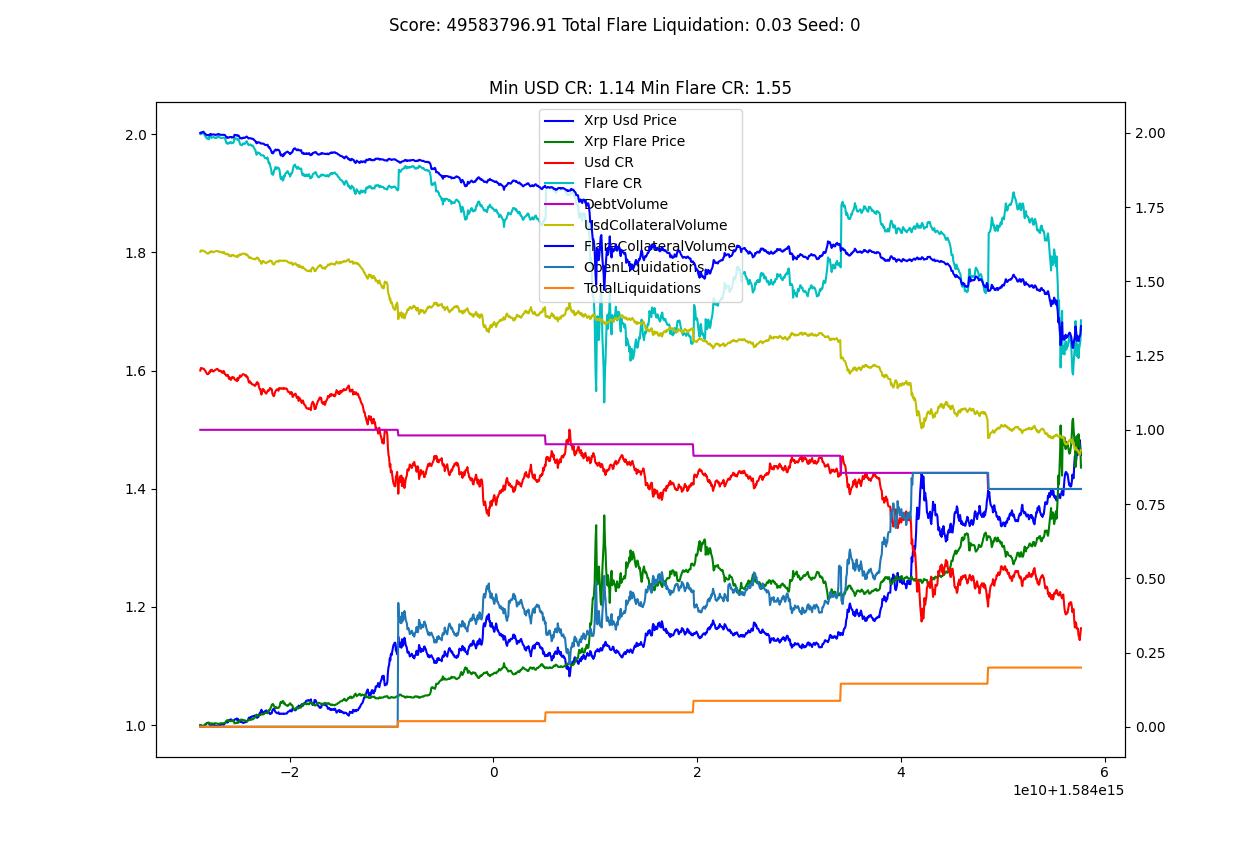 Score: 49583796.91 Total Flare Liquidation: 0.03 Seed: 0
Min USD CR: 1.14 Min Flare CR: 1.55
Xrp Usd Price
Xrp Flare Price
Usd CR
Flare CR
DebtVolume
UsdCollateralVolume
FlareCollateralVolume
OpenLiquidations
TotalLiquidations
2.0
1.8
1.6
1.4
1.2
1.0
2.00
1.75
1.50
1.25
1.00
0.75
0.50
0.25
0.00
−2
0
2
4
6
1e10+1.584e15